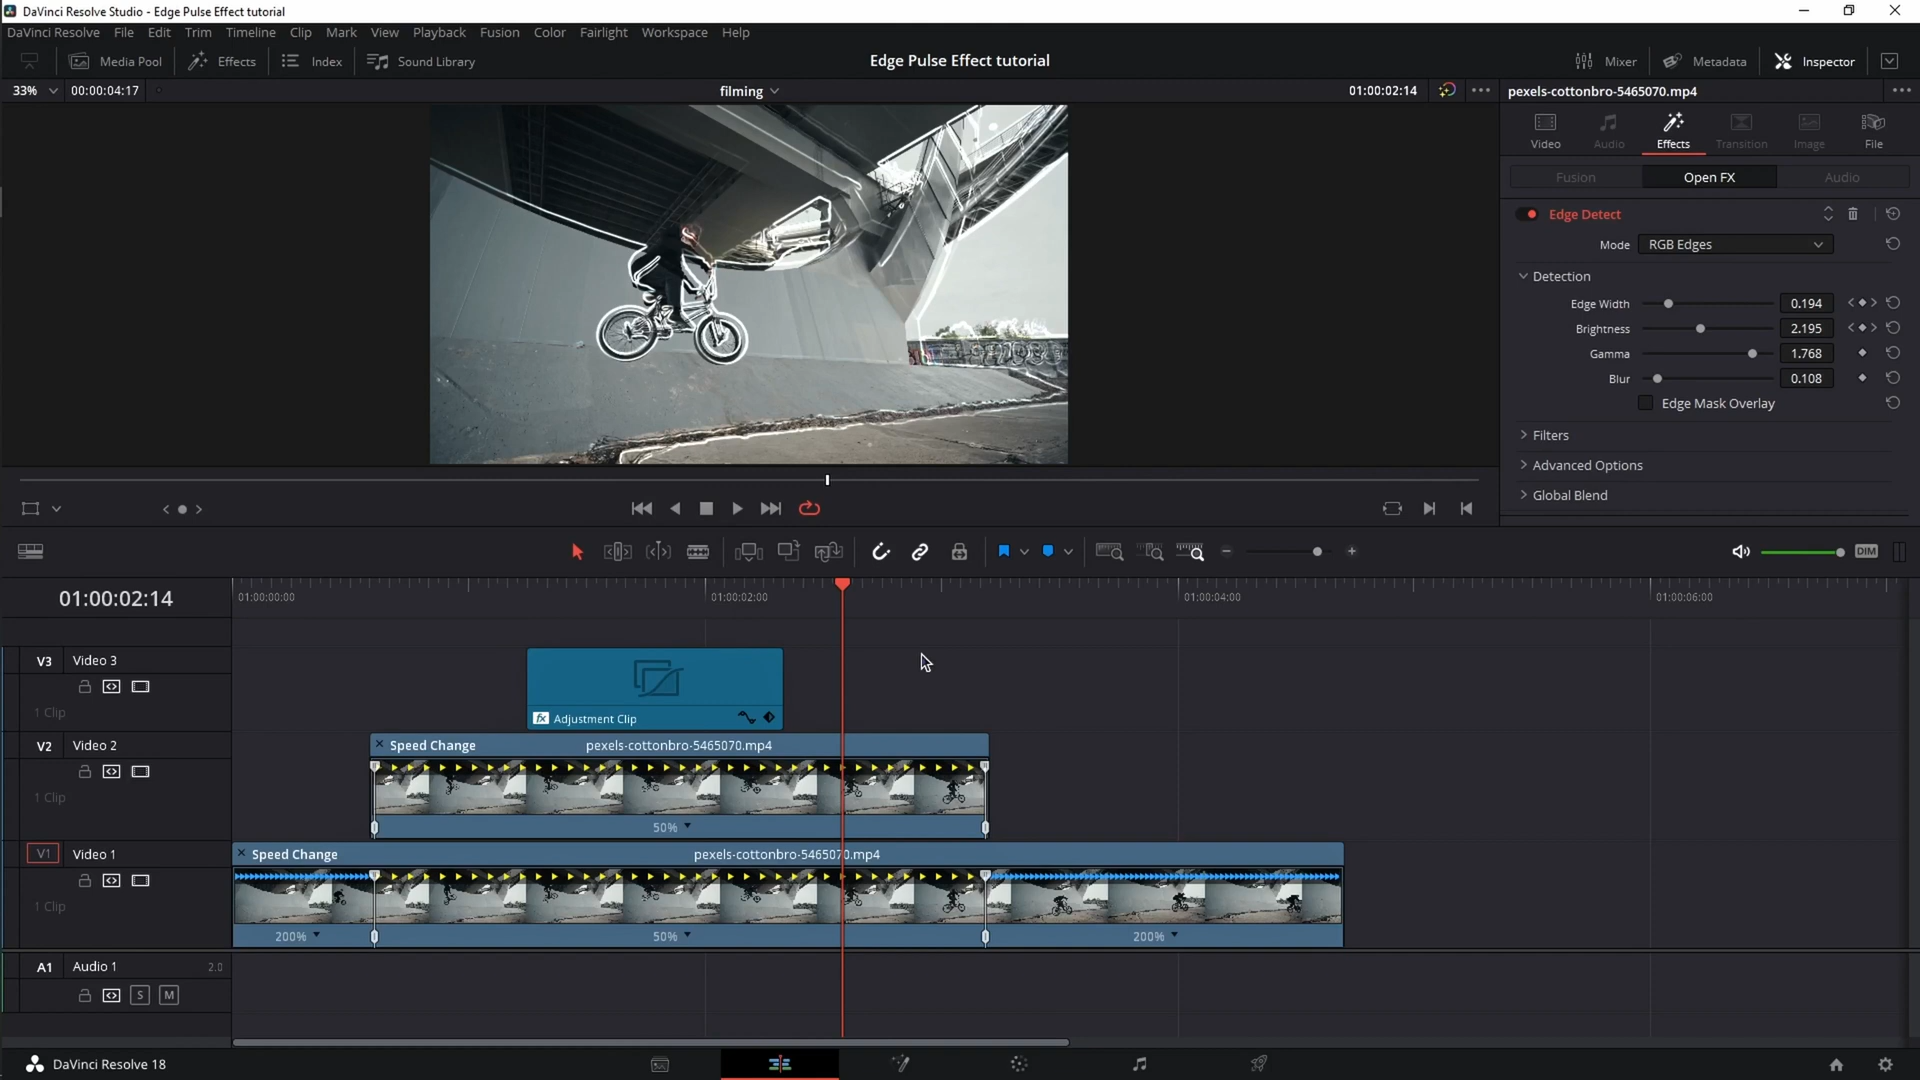 DaVinci Resolve Studio - Edge Pulse Effect tutorial
DaVinci Resolve File Edit Trim Timeline Clip Mark View Playback Fusion Color Fairlight Workspace Help
Media Pool Effects Index Sound Library Edge Pulse Effect tutorial Mixer Metadata Inspector
33% 00:00:04:17 filming 01:00:02:14 pexels-cottonbro-5465070.mp4
Video Audio Effects Transition Image File
Fusion Open FX Audio
Edge Detect
Mode RGB Edges
Detection
Edge Width 0.194
Brightness 2.195
Gamma 1.768
Blur 0.108
Edge Mask Overlay
Filters
Advanced Options
Global Blend
DIM
01:00:02:14 01:00:00:00 01:00:02:00 01:00:04:00 01:00:06:00
V3 Video 3
1 Clip
fx Adjustment Clip
V2 Video 2 Speed Change pexels-cottonbro-5465070.mp4
1 Clip
50%
V1 Video 1 Speed Change pexels-cottonbro-5465070.mp4
1 Clip
200% 50% 200%
A1 Audio 1 2.0
S M
DaVinci Resolve 18